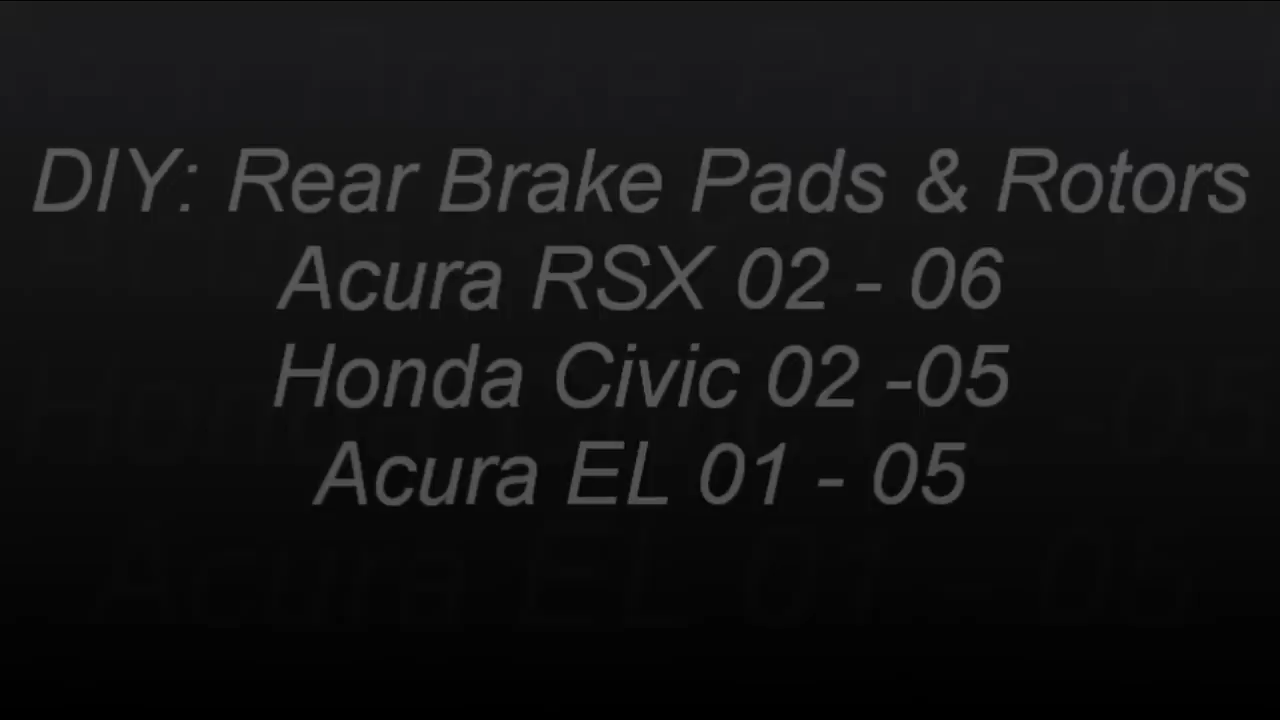 DIY: Rear Brake Pads & Rotors
Acura RSX 02 - 06
Honda Civic 02 -05
Acura EL 01 - 05